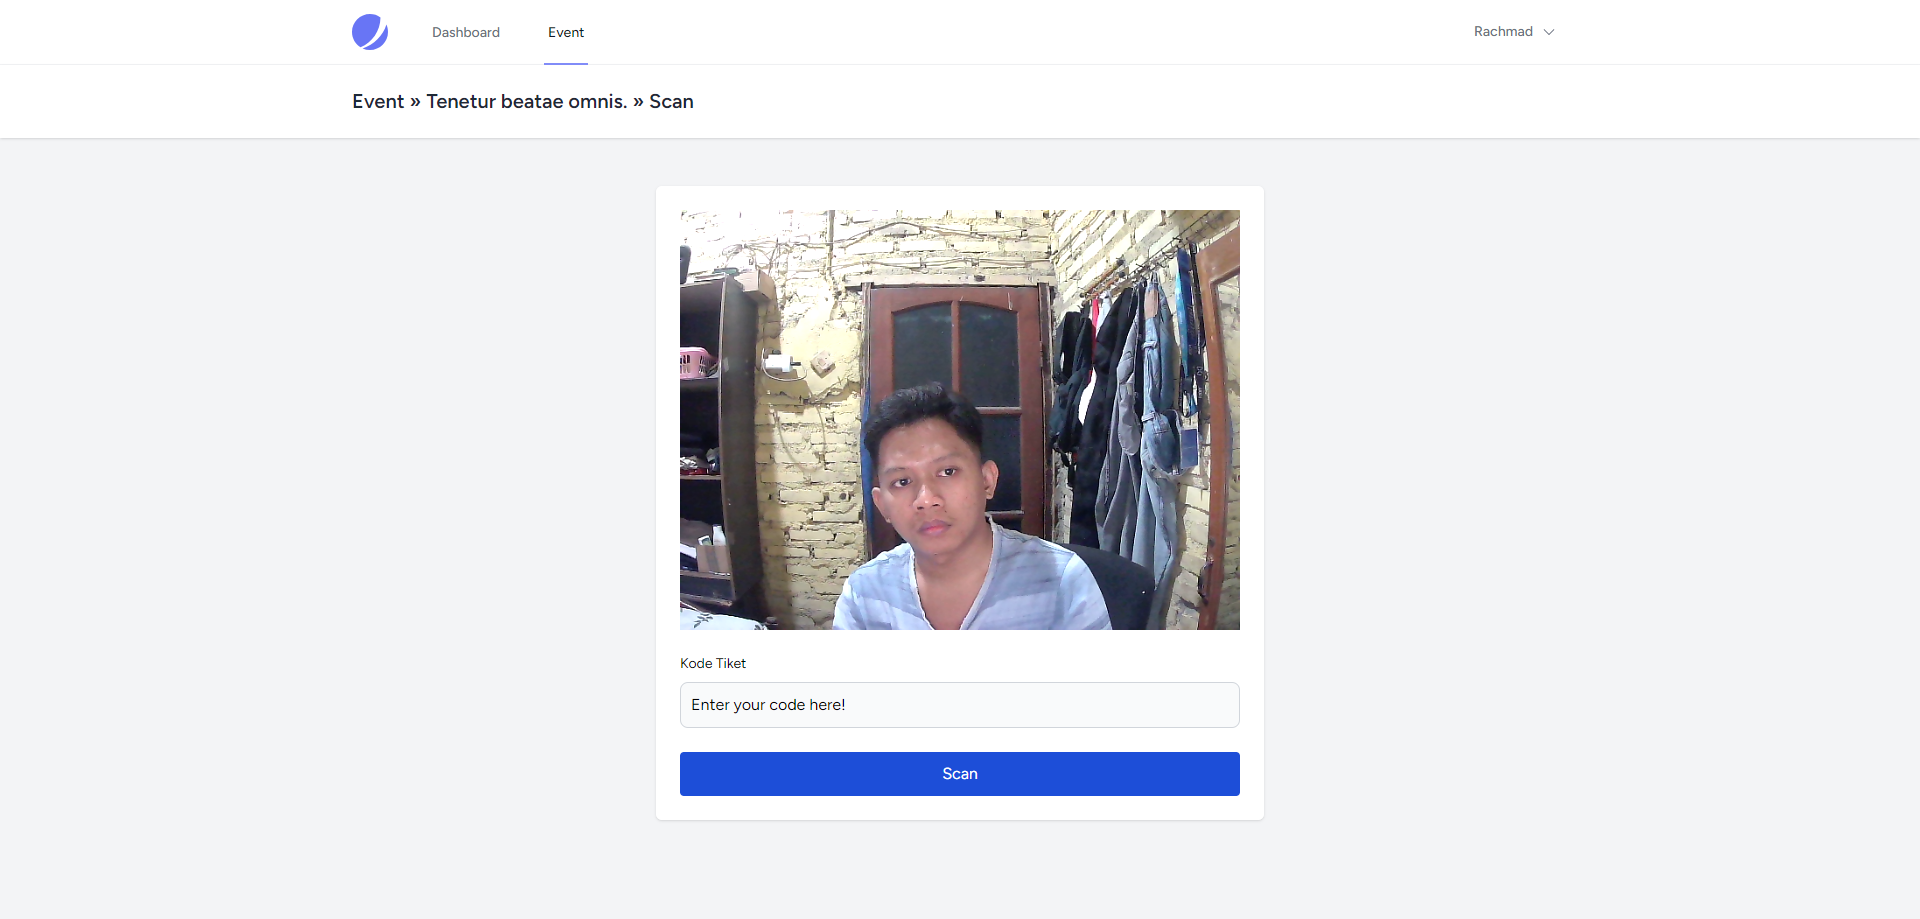 Dashboard Event Rachmad
Event » Tenetur beatae omnis. » Scan
Kode Tiket
Enter your code here!
Scan